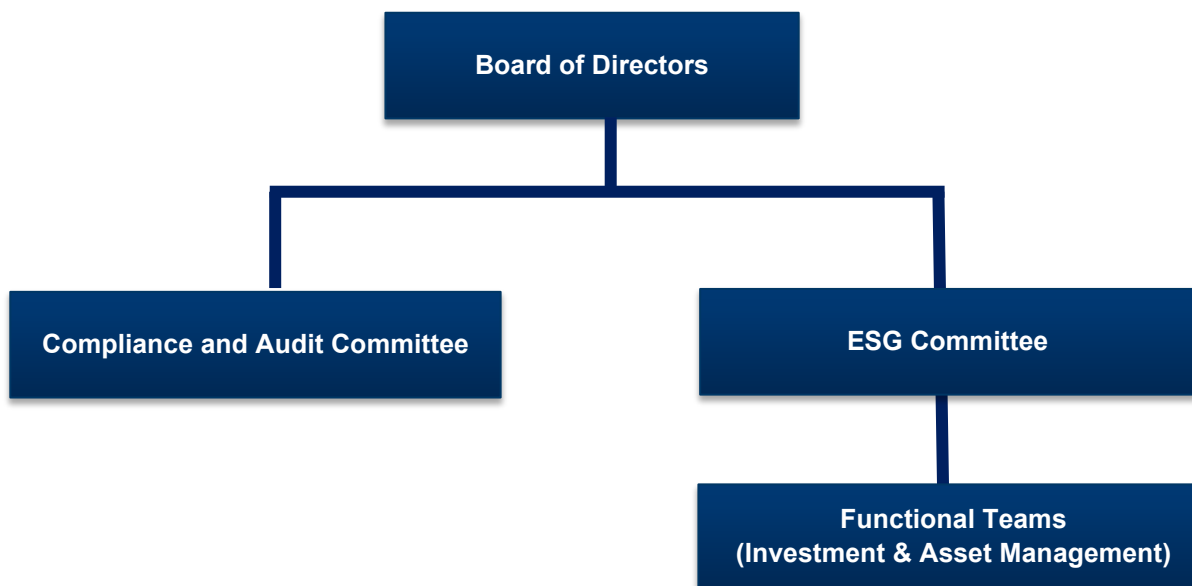 Board of Directors
Compliance and Audit Committee
ESG Committee
Functional Teams
(Investment & Asset Management)